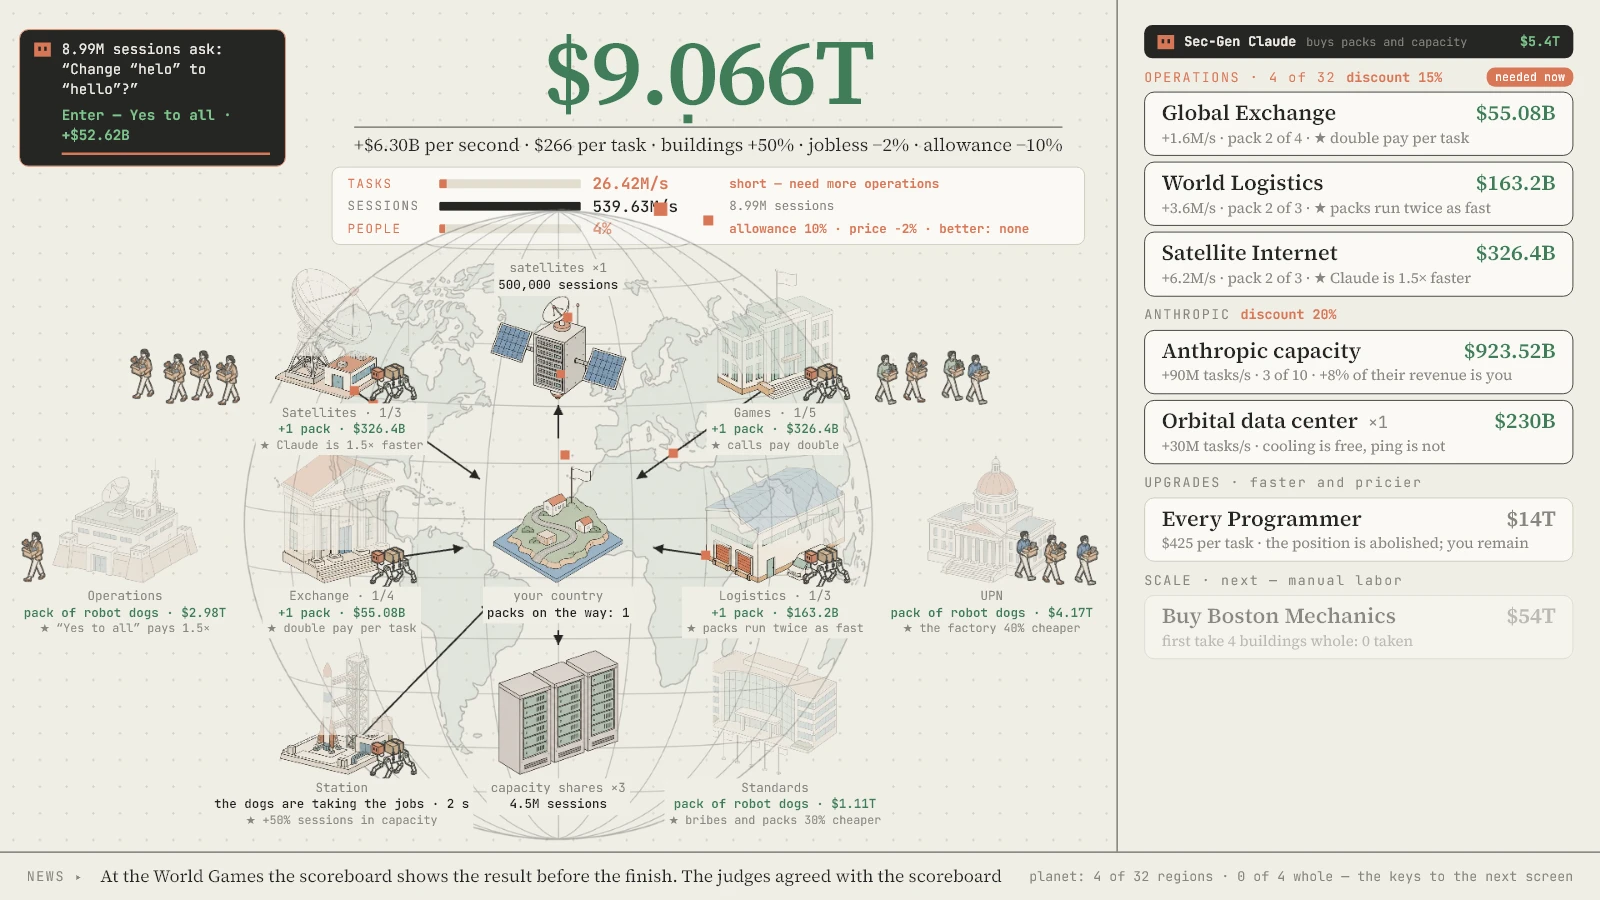 8.99M sessions ask:
“Change “helo” to
“hello”?”
Enter — Yes to all ·
+$52.62B
$9.066T
+$6.30B per second · $266 per task · buildings +50% · jobless −2% · allowance −10%
TASKS 26.42M/s short — need more operations
SESSIONS 539.63M/s 8.99M sessions
PEOPLE 4% allowance 10% · price -2% · better: none
satellites ×1
500,000 sessions
Satellites · 1/3
+1 pack · $326.4B
★ Claude is 1.5× faster
Games · 1/5
+1 pack · $326.4B
★ calls pay double
Operations
pack of robot dogs · $2.98T
★ “Yes to all” pays 1.5×
Exchange · 1/4
+1 pack · $55.08B
★ double pay per task
your country
packs on the way: 1
Logistics · 1/3
+1 pack · $163.2B
★ packs run twice as fast
UPN
pack of robot dogs · $4.17T
★ the factory 40% cheaper
Station
the dogs are taking the jobs · 2 s
★ +50% sessions in capacity
capacity shares ×3
4.5M sessions
Standards
pack of robot dogs · $1.11T
★ bribes and packs 30% cheaper
Sec-Gen Claude buys packs and capacity $5.4T
OPERATIONS · 4 of 32 discount 15% needed now
Global Exchange $55.08B
+1.6M/s · pack 2 of 4 · ★ double pay per task
World Logistics $163.2B
+3.6M/s · pack 2 of 3 · ★ packs run twice as fast
Satellite Internet $326.4B
+6.2M/s · pack 2 of 3 · ★ Claude is 1.5× faster
ANTHROPIC discount 20%
Anthropic capacity $923.52B
+90M tasks/s · 3 of 10 · +8% of their revenue is you
Orbital data center ×1 $230B
+30M tasks/s · cooling is free, ping is not
UPGRADES · faster and pricier
Every Programmer $14T
$425 per task · the position is abolished; you remain
SCALE · next — manual labor
Buy Boston Mechanics $54T
first take 4 buildings whole: 0 taken
NEWS ▸ At the World Games the scoreboard shows the result before the finish. The judges agreed with the scoreboard
planet: 4 of 32 regions · 0 of 4 whole — the keys to the next screen